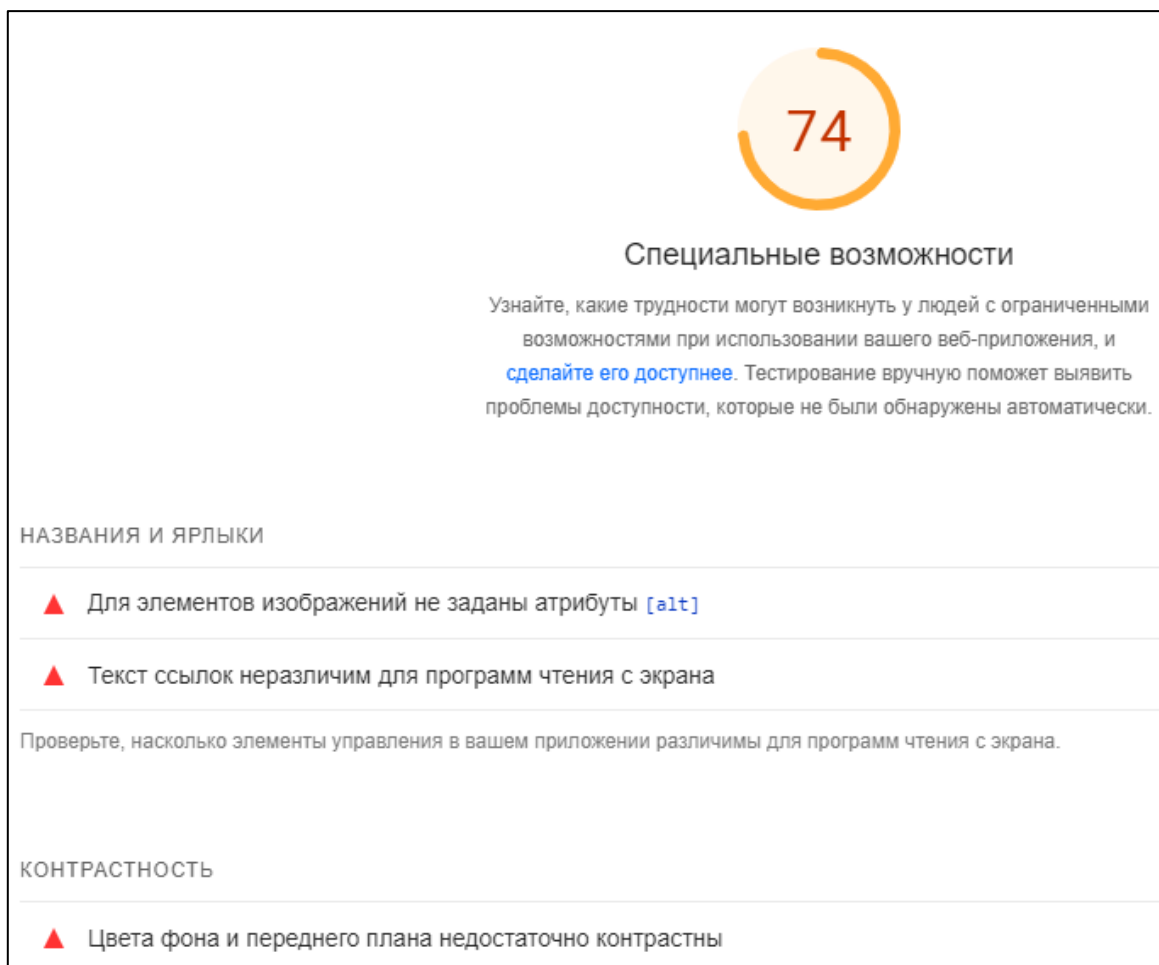 74
Специальные возможности
Узнайте, какие трудности могут возникнуть у людей с ограниченными
возможностями при использовании вашего веб-приложения, и
сделайте его доступнее. Тестирование вручную поможет выявить
проблемы доступности, которые не были обнаружены автоматически.
НАЗВАНИЯ И ЯРЛЫКИ
Для элементов изображений не заданы атрибуты [alt]
Текст ссылок неразличим для программ чтения с экрана
Проверьте, насколько элементы управления в вашем приложении различимы для программ чтения с экрана.
КОНТРАСТНОСТЬ
Цвета фона и переднего плана недостаточно контрастны